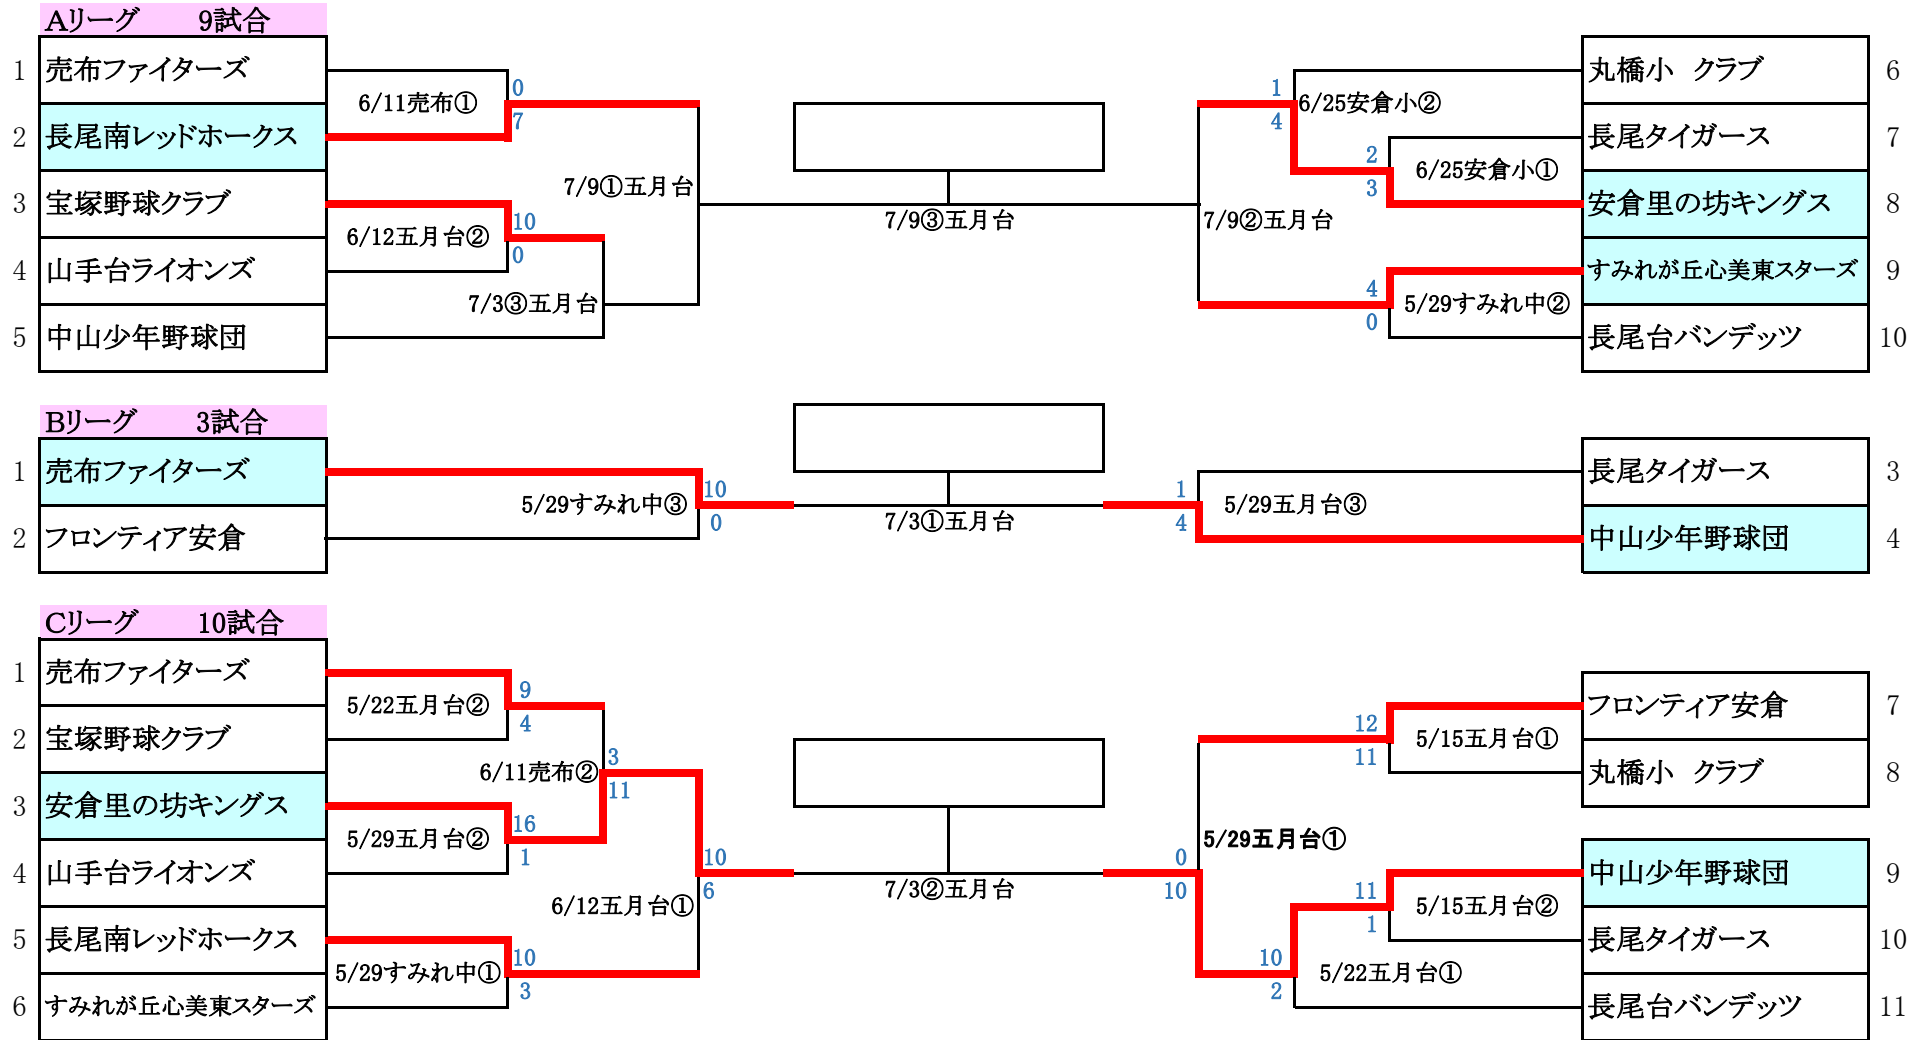 Aリーグ 9試合
1 売布ファイターズ
2 長尾南レッドホークス
3 宝塚野球クラブ
4 山手台ライオンズ
5 中山少年野球団
6/11売布①
0
7
6/12五月台②
10
0
7/3③五月台
7/9①五月台
7/9③五月台
7/9②五月台
1
4
6/25安倉小②
2
3
6/25安倉小①
4
0
5/29すみれ中②
丸橋小 クラブ 6
長尾タイガース 7
安倉里の坊キングス 8
すみれが丘心美東スターズ 9
長尾台バンデッツ 10
Bリーグ 3試合
1 売布ファイターズ
2 フロンティア安倉
5/29すみれ中③
10
0
7/3①五月台
1
4
5/29五月台③
長尾タイガース 3
中山少年野球団 4
Cリーグ 10試合
1 売布ファイターズ
2 宝塚野球クラブ
3 安倉里の坊キングス
4 山手台ライオンズ
5 長尾南レッドホークス
6 すみれが丘心美東スターズ
5/22五月台②
9
4
6/11売布②
3
11
5/29五月台②
16
1
6/12五月台①
10
6
5/29すみれ中①
10
3
7/3②五月台
5/29五月台①
0
10
12
11
5/15五月台①
11
1
5/15五月台②
10
2
5/22五月台①
フロンティア安倉 7
丸橋小 クラブ 8
中山少年野球団 9
長尾タイガース 10
長尾台バンデッツ 11